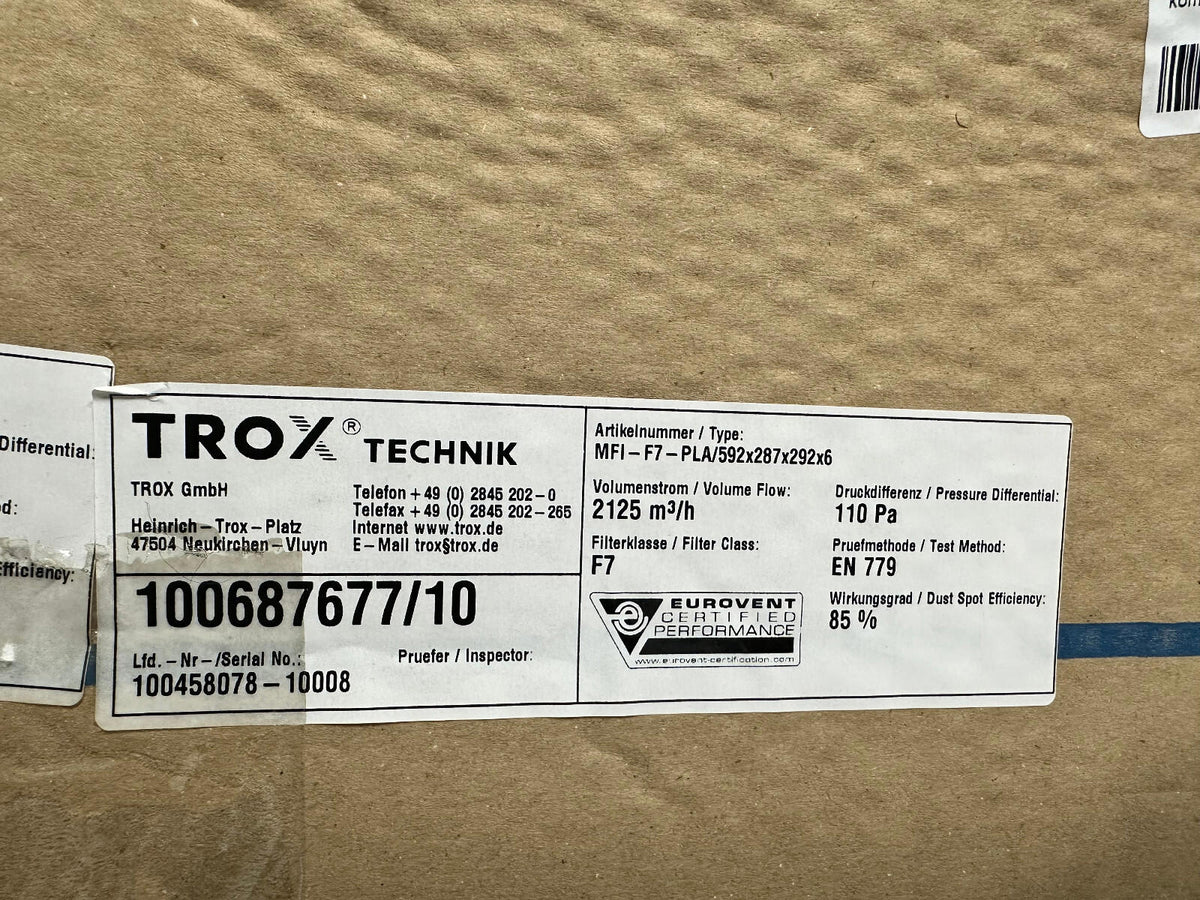 Differential:
d:
Efficiency:
TROX® TECHNIK
TROX GmbH
Heinrich-Trox-Platz
47504 Neukirchen-Vluyn
Telefon +49 (0) 2845 202-0
Telefax +49 (0) 2845 202-265
Internet www.trox.de
E-Mail trox§trox.de
100687677/10
Lfd.-Nr-/Serial No.:
100458078-10008
Pruefer / Inspector:
Artikelnummer / Type:
MFI-F7-PLA/592x287x292x6
Volumenstrom / Volume Flow:
2125 m³/h
Druckdifferenz / Pressure Differential:
110 Pa
Filterklasse / Filter Class:
F7
Pruefmethode / Test Method:
EN 779
Wirkungsgrad / Dust Spot Efficiency:
85 %
EUROVENT
CERTIFIED
PERFORMANCE
www.eurovent-certification.com